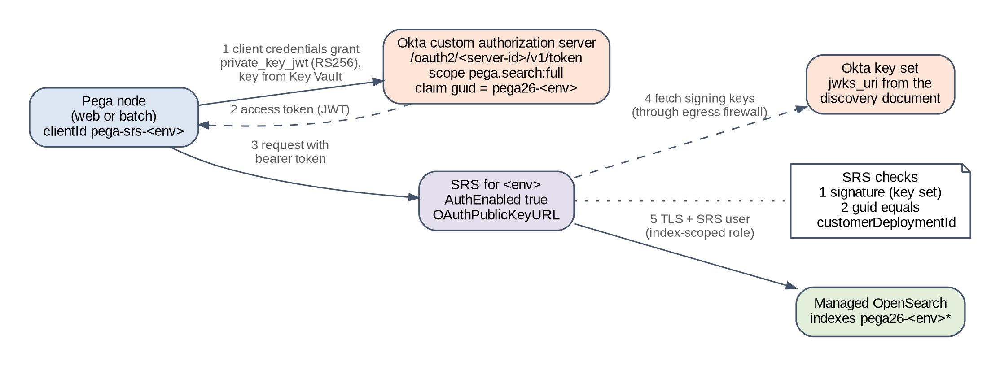 1 client credentials grant
private_key_jwt (RS256),
key from Key Vault
Okta custom authorization server
/oauth2/<server-id>/v1/token
scope pega.search:full
claim guid = pega26-<env>
Pega node
(web or batch)
clientId pega-srs-<env>
2 access token (JWT)
3 request with
bearer token
4 fetch signing keys
(through egress firewall)
Okta key set
jwks_uri from the
discovery document
SRS for <env>
AuthEnabled true
OAuthPublicKeyURL
SRS checks
1 signature (key set)
2 guid equals
customerDeploymentId
5 TLS + SRS user
(index-scoped role)
Managed OpenSearch
indexes pega26-<env>*